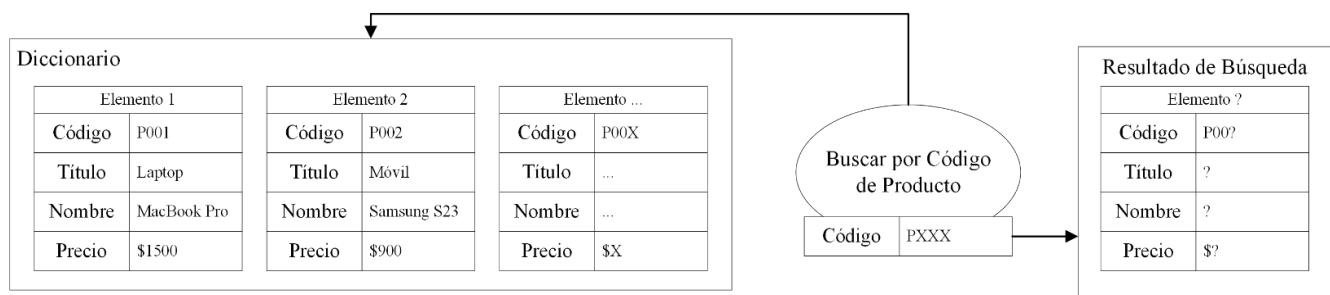 Diccionario
Elemento 1
Código P001
Título Laptop
Nombre MacBook Pro
Precio $1500
Elemento 2
Código P002
Título Móvil
Nombre Samsung S23
Precio $900
Elemento ...
Código P00X
Título ...
Nombre ...
Precio $X
Buscar por Código
de Producto
Código PXXX
Resultado de Búsqueda
Elemento ?
Código P00?
Título ?
Nombre ?
Precio $?